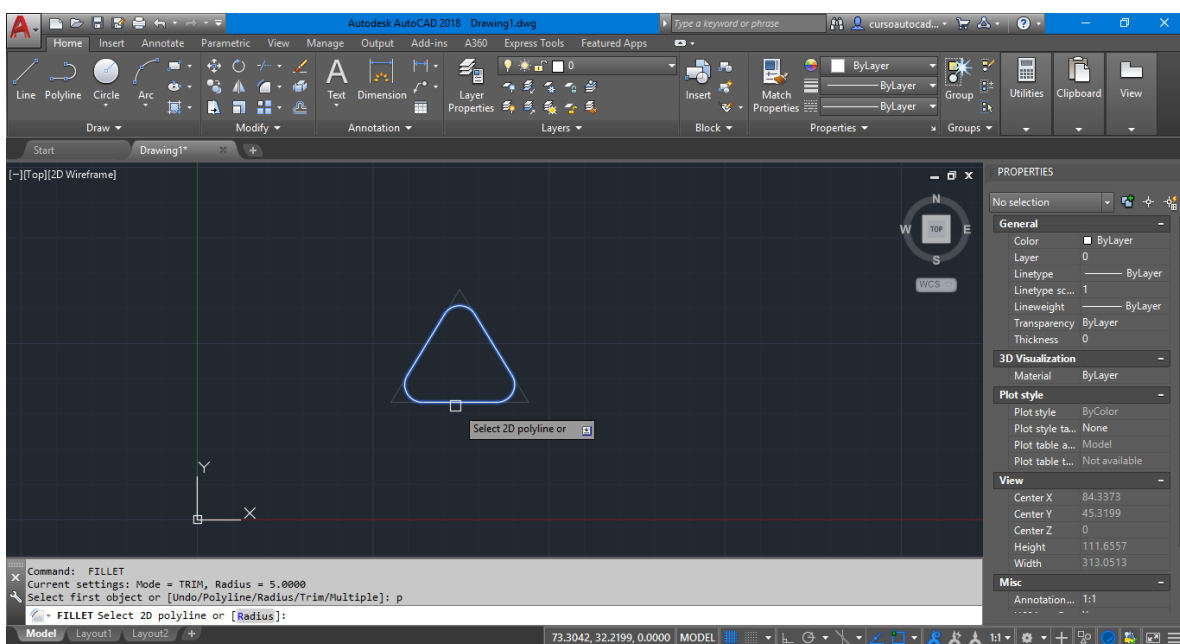 Autodesk AutoCAD 2018 Drawing1.dwg
Type a keyword or phrase
cursoautocad...
Home Insert Annotate Parametric View Manage Output Add-ins A360 Express Tools Featured Apps
Line Polyline Circle Arc
Text Dimension
Layer Properties
0
Insert
Match Properties
ByLayer
ByLayer
ByLayer
Group
Utilities Clipboard View
Draw Modify Annotation Layers Block Properties Groups
Start Drawing1* +
[−][Top][2D Wireframe]
N
W TOP E
S
WCS
Select 2D polyline or
Y
X
PROPERTIES
No selection
General
Color ByLayer
Layer 0
Linetype ByLayer
Linetype sc... 1
Lineweight ByLayer
Transparency ByLayer
Thickness 0
3D Visualization
Material ByLayer
Plot style
Plot style ByColor
Plot style ta... None
Plot table a... Model
Plot table t... Not available
View
Center X 84.3373
Center Y 45.3199
Center Z 0
Height 111.6557
Width 313.0513
Misc
Annotation... 1:1
Command: FILLET
Current settings: Mode = TRIM, Radius = 5.0000
Select first object or [Undo/Polyline/Radius/Trim/Multiple]: p
FILLET Select 2D polyline or [Radius]:
Model Layout1 Layout2 +
73.3042, 32.2199, 0.0000 MODEL 1:1